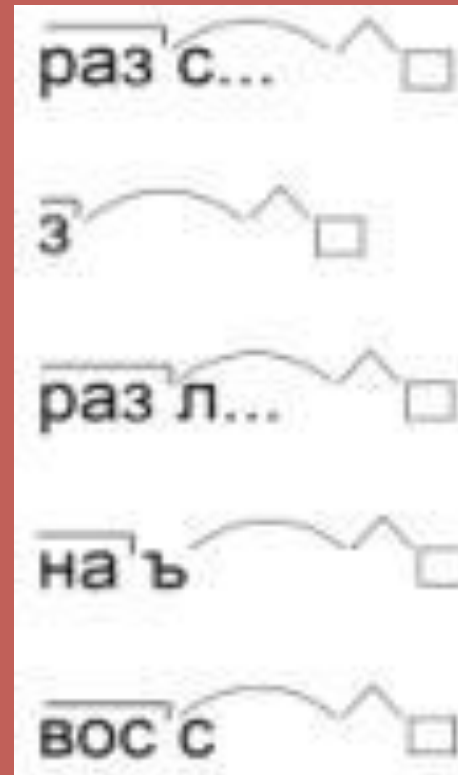 раз с...
з
раз л...
на ъ
вос с